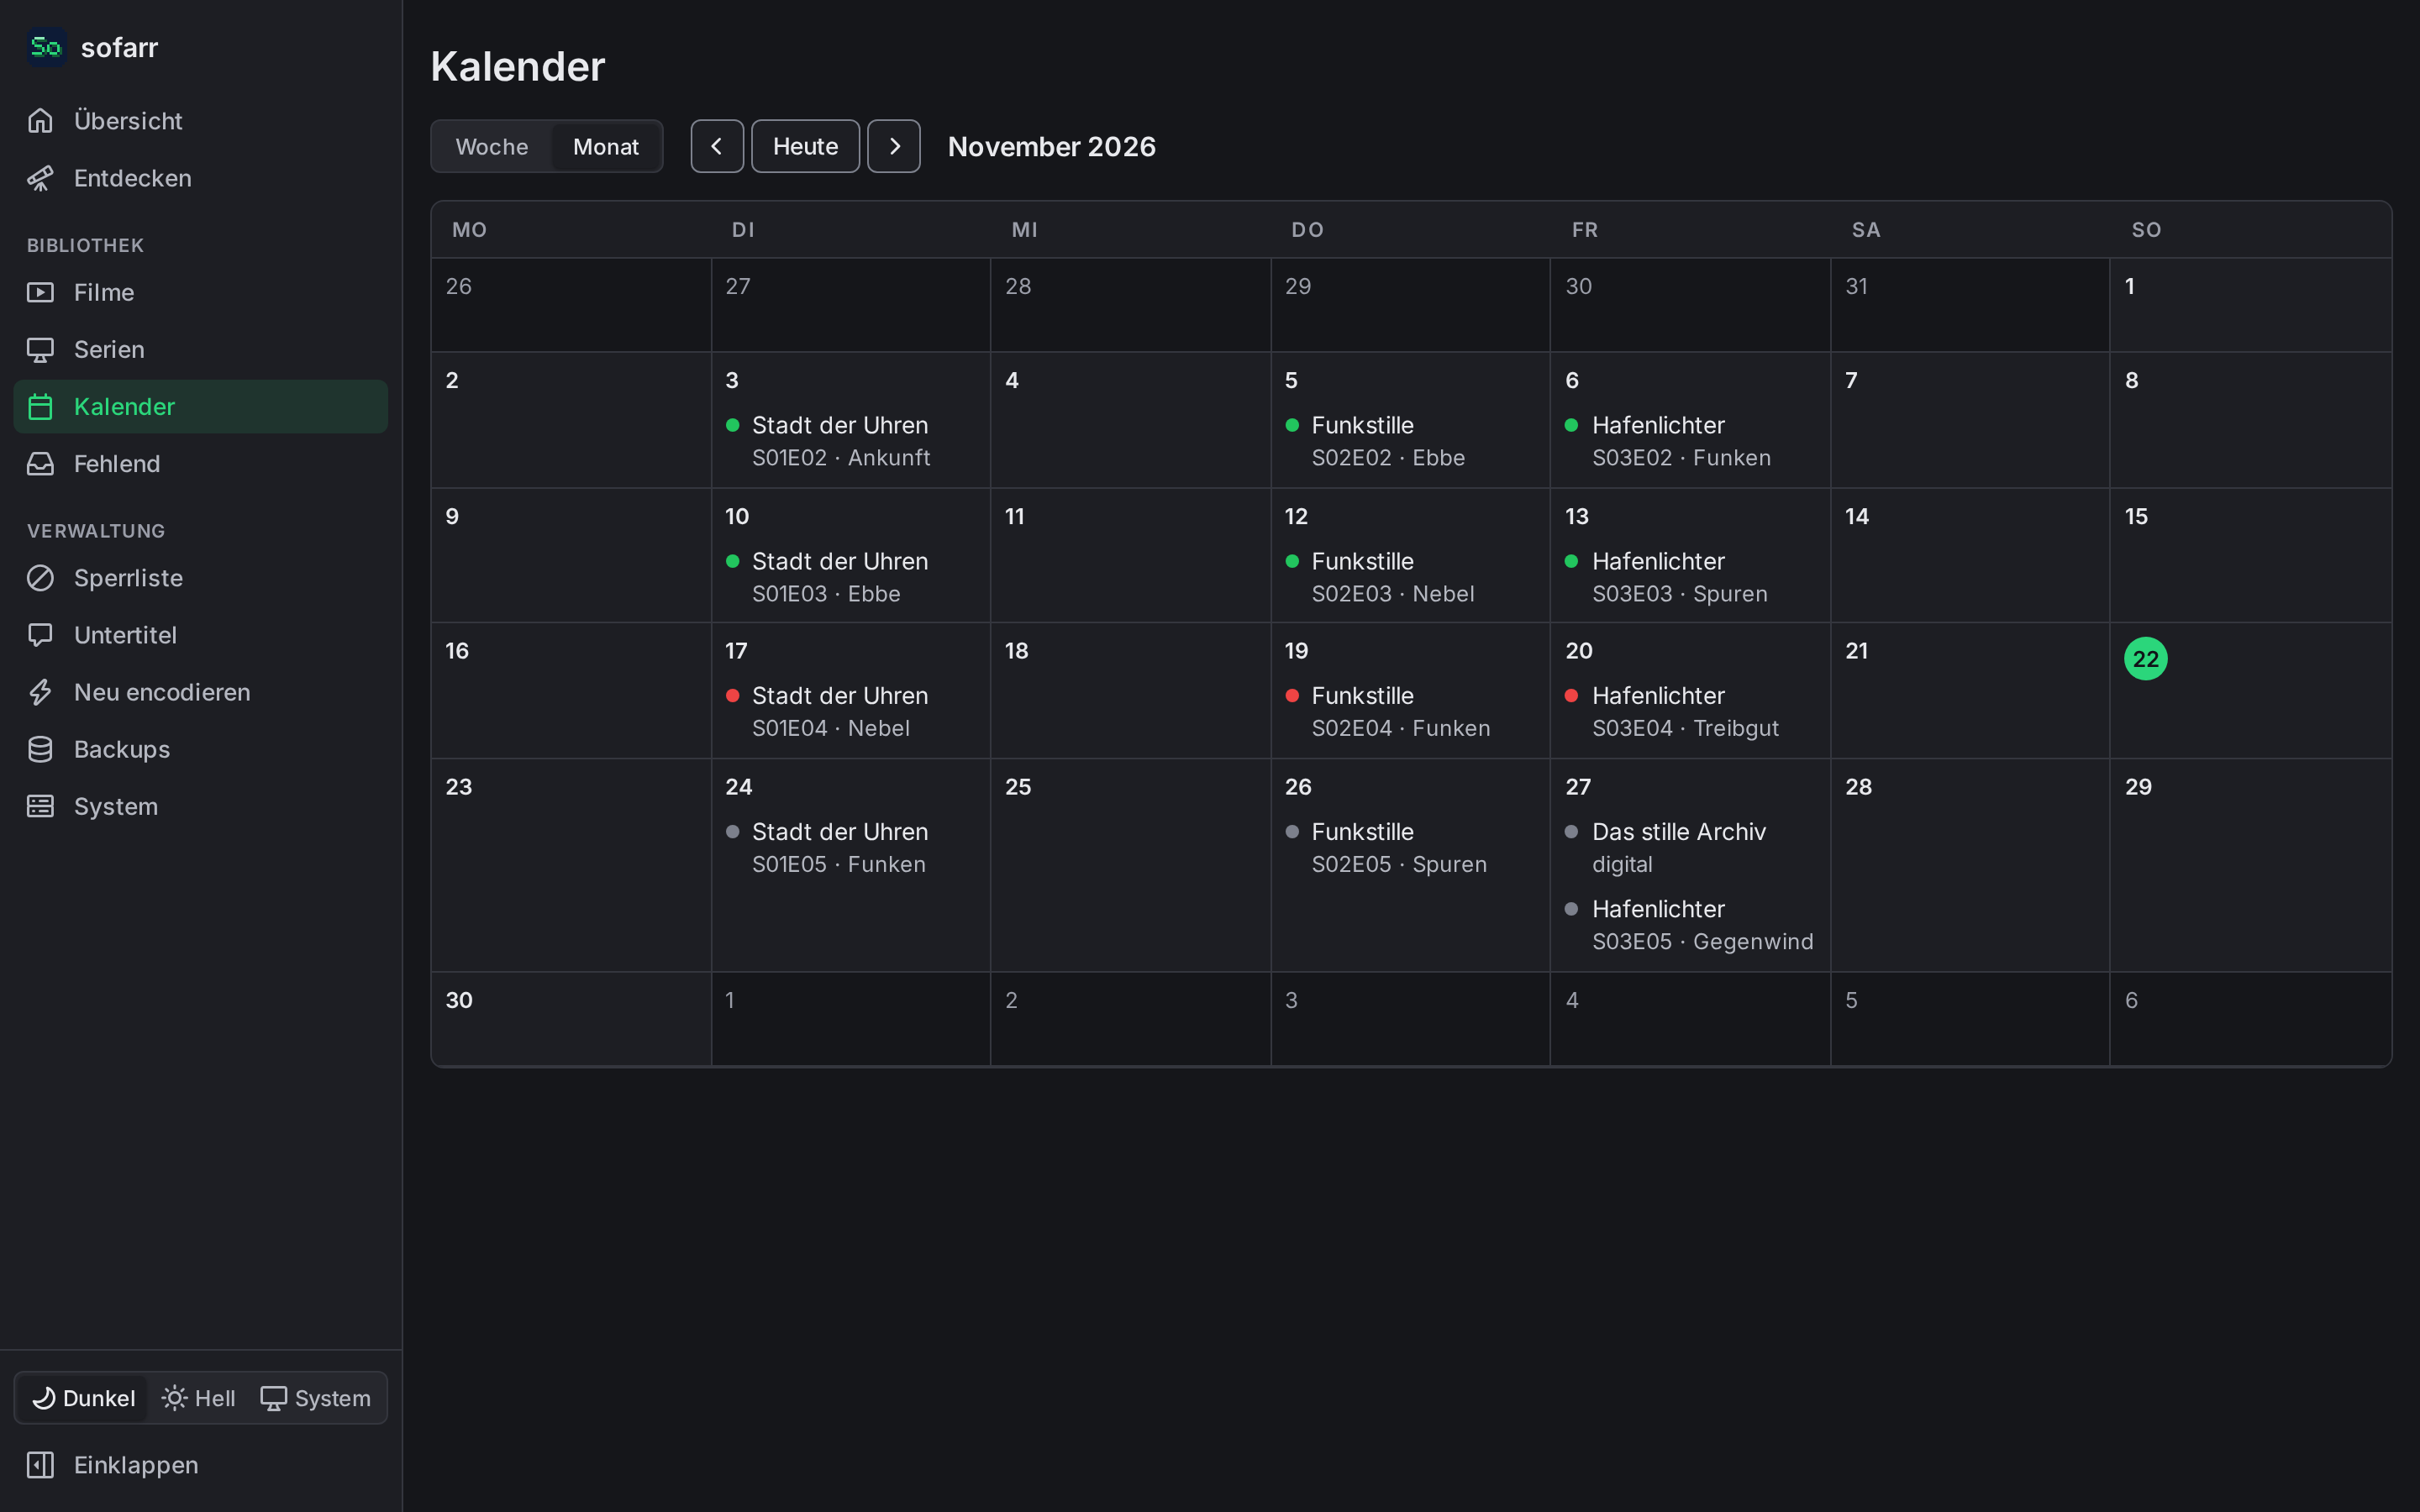 So sofarr
Übersicht
Entdecken
BIBLIOTHEK
Filme
Serien
Kalender
Fehlend
VERWALTUNG
Sperrliste
Untertitel
Neu encodieren
Backups
System
Dunkel Hell System
Einklappen
Kalender
Woche Monat Heute November 2026
MO DI MI DO FR SA SO
26 27 28 29 30 31 1
2 3 4 5 6 7 8
Stadt der Uhren Funkstille Hafenlichter
S01E02 · Ankunft S02E02 · Ebbe S03E02 · Funken
9 10 11 12 13 14 15
Stadt der Uhren Funkstille Hafenlichter
S01E03 · Ebbe S02E03 · Nebel S03E03 · Spuren
16 17 18 19 20 21 22
Stadt der Uhren Funkstille Hafenlichter
S01E04 · Nebel S02E04 · Funken S03E04 · Treibgut
23 24 25 26 27 28 29
Stadt der Uhren Funkstille Das stille Archiv
S01E05 · Funken S02E05 · Spuren digital
Hafenlichter
S03E05 · Gegenwind
30 1 2 3 4 5 6